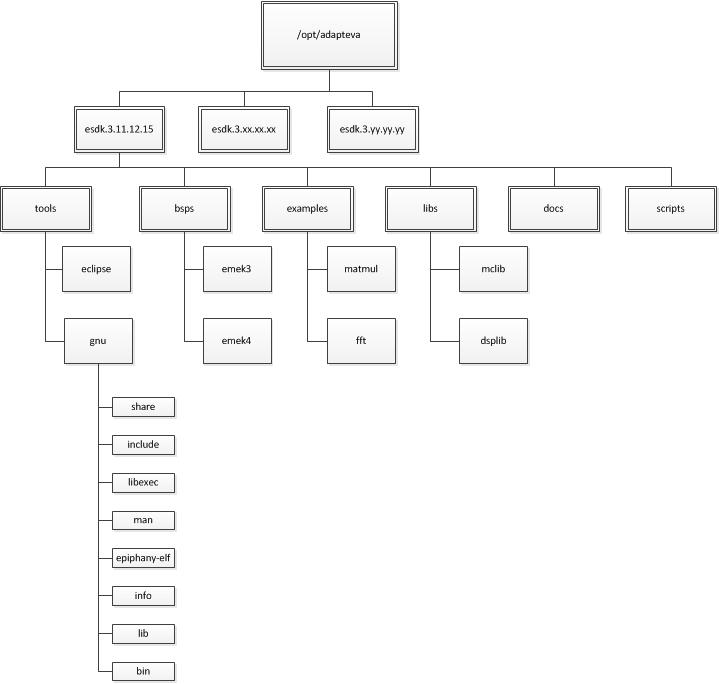 /opt/adapteva
esdk.3.11.12.15
esdk.3.xx.xx.xx
esdk.3.yy.yy.yy
tools
bsps
examples
libs
docs
scripts
eclipse
emek3
matmul
mclib
gnu
emek4
fft
dsplib
share
include
libexec
man
epiphany-elf
info
lib
bin